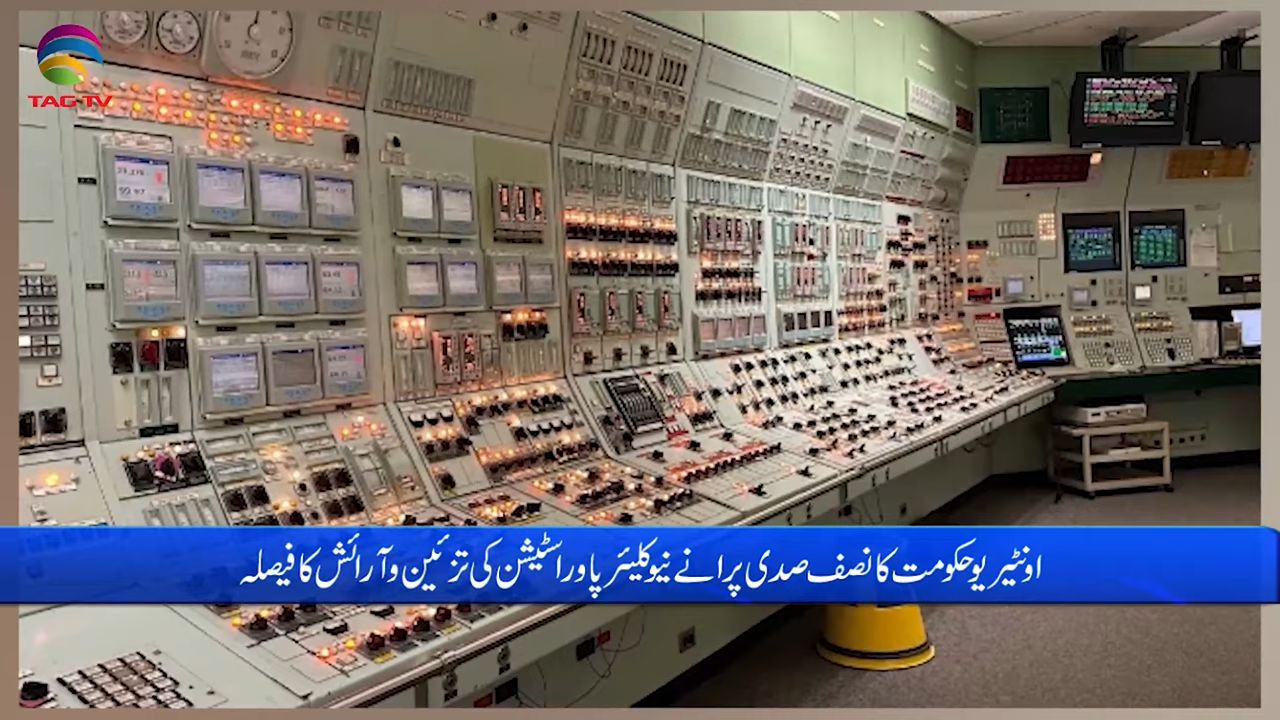 TAG TV
اونٹیریو حکومت کا نصف صدی پرانے نیوکلیئر پاور اسٹیشن کی تزئین و آرائش کا فیصلہ